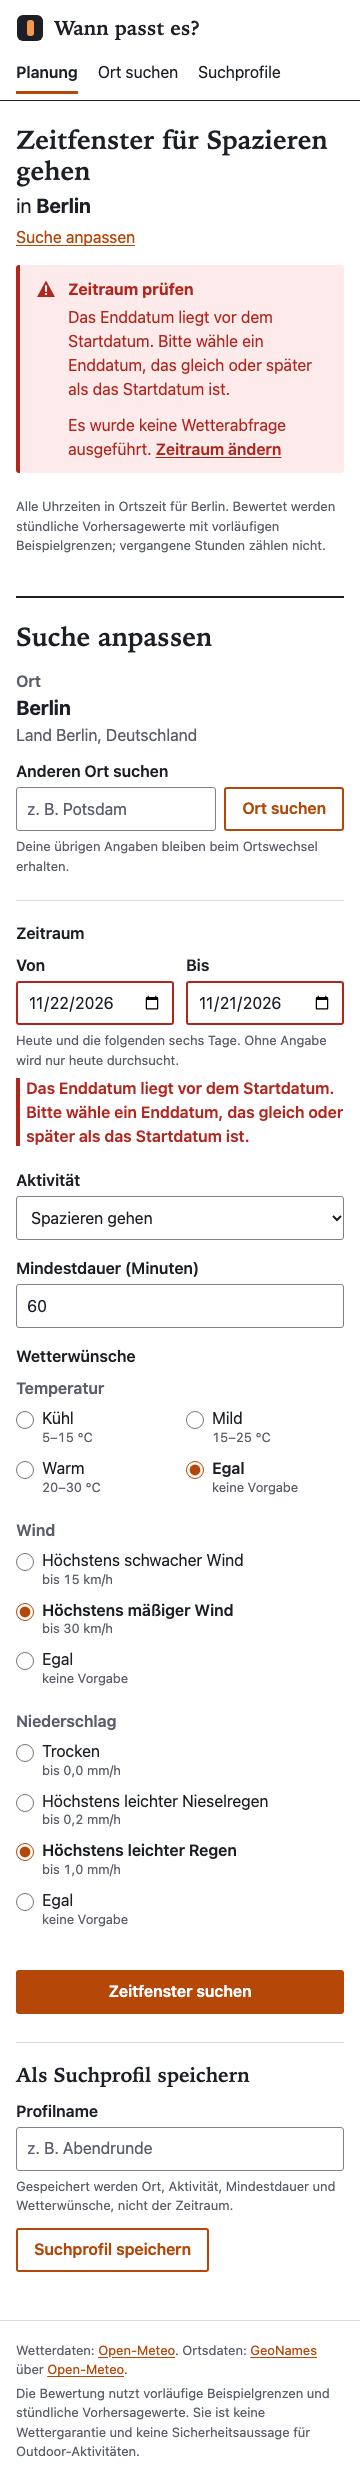 Wann passt es?
Planung Ort suchen Suchprofile
Zeitfenster für Spazieren
gehen
in Berlin
Suche anpassen
Zeitraum prüfen
Das Enddatum liegt vor dem
Startdatum. Bitte wähle ein
Enddatum, das gleich oder später
als das Startdatum ist.
Es wurde keine Wetterabfrage
ausgeführt. Zeitraum ändern
Alle Uhrzeiten in Ortszeit für Berlin. Bewertet werden
stündliche Vorhersagewerte mit vorläufigen
Beispielgrenzen; vergangene Stunden zählen nicht.
Suche anpassen
Ort
Berlin
Land Berlin, Deutschland
Anderen Ort suchen
z. B. Potsdam Ort suchen
Deine übrigen Angaben bleiben beim Ortswechsel
erhalten.
Zeitraum
Von Bis
11/22/2026 11/21/2026
Heute und die folgenden sechs Tage. Ohne Angabe
wird nur heute durchsucht.
Das Enddatum liegt vor dem Startdatum.
Bitte wähle ein Enddatum, das gleich oder
später als das Startdatum ist.
Aktivität
Spazieren gehen
Mindestdauer (Minuten)
60
Wetterwünsche
Temperatur
Kühl Mild
5–15 °C 15–25 °C
Warm Egal
20–30 °C keine Vorgabe
Wind
Höchstens schwacher Wind
bis 15 km/h
Höchstens mäßiger Wind
bis 30 km/h
Egal
keine Vorgabe
Niederschlag
Trocken
bis 0,0 mm/h
Höchstens leichter Nieselregen
bis 0,2 mm/h
Höchstens leichter Regen
bis 1,0 mm/h
Egal
keine Vorgabe
Zeitfenster suchen
Als Suchprofil speichern
Profilname
z. B. Abendrunde
Gespeichert werden Ort, Aktivität, Mindestdauer und
Wetterwünsche, nicht der Zeitraum.
Suchprofil speichern
Wetterdaten: Open-Meteo. Ortsdaten: GeoNames
über Open-Meteo.
Die Bewertung nutzt vorläufige Beispielgrenzen und
stündliche Vorhersagewerte. Sie ist keine
Wettergarantie und keine Sicherheitsaussage für
Outdoor-Aktivitäten.